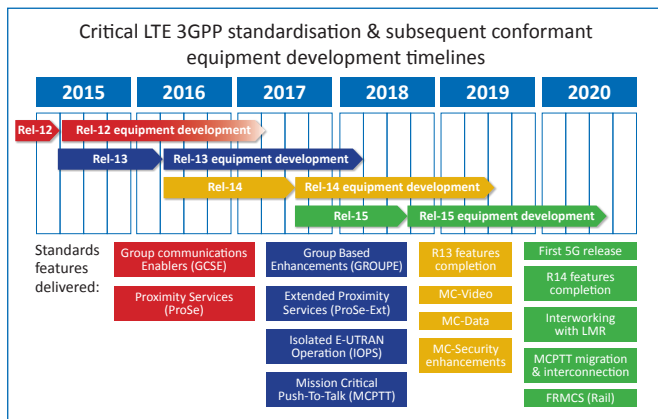 Critical LTE 3GPP standardisation & subsequent conformant
equipment development timelines
2015 2016 2017 2018 2019 2020
Rel-12 Rel-12 equipment development
Rel-13 Rel-13 equipment development
Rel-14 Rel-14 equipment development
Rel-15 Rel-15 equipment development
Standards
features
delivered:
Group communications
Enablers (GCSE)
Proximity Services
(ProSe)
Group Based
Enhancements (GROUPE)
Extended Proximity
Services (ProSe-Ext)
Isolated E-UTRAN
Operation (IOPS)
Mission Critical
Push-To-Talk (MCPTT)
R13 features
completion
MC-Video
MC-Data
MC-Security
enhancements
First 5G release
R14 features
completion
Interworking
with LMR
MCPTT migration
& interconnection
FRMCS (Rail)